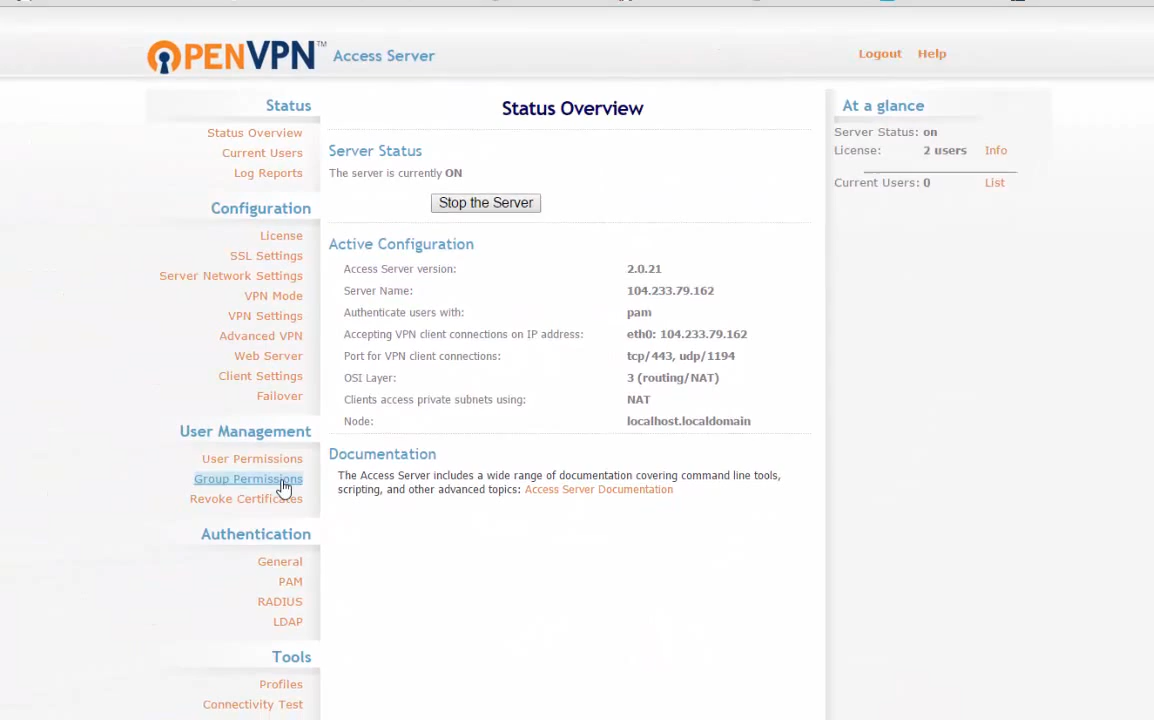 OPENVPN™ Access Server
Logout Help
Status
Status Overview
Current Users
Log Reports
Configuration
License
SSL Settings
Server Network Settings
VPN Mode
VPN Settings
Advanced VPN
Web Server
Client Settings
Failover
User Management
User Permissions
Group Permissions
Revoke Certificates
Authentication
General
PAM
RADIUS
LDAP
Tools
Profiles
Connectivity Test
Status Overview
Server Status
The server is currently ON
Stop the Server
Active Configuration
Access Server version: 2.0.21
Server Name: 104.233.79.162
Authenticate users with: pam
Accepting VPN client connections on IP address: eth0: 104.233.79.162
Port for VPN client connections: tcp/443, udp/1194
OSI Layer: 3 (routing/NAT)
Clients access private subnets using: NAT
Node: localhost.localdomain
Documentation
The Access Server includes a wide range of documentation covering command line tools,
scripting, and other advanced topics: Access Server Documentation
At a glance
Server Status: on
License: 2 users Info
Current Users: 0 List